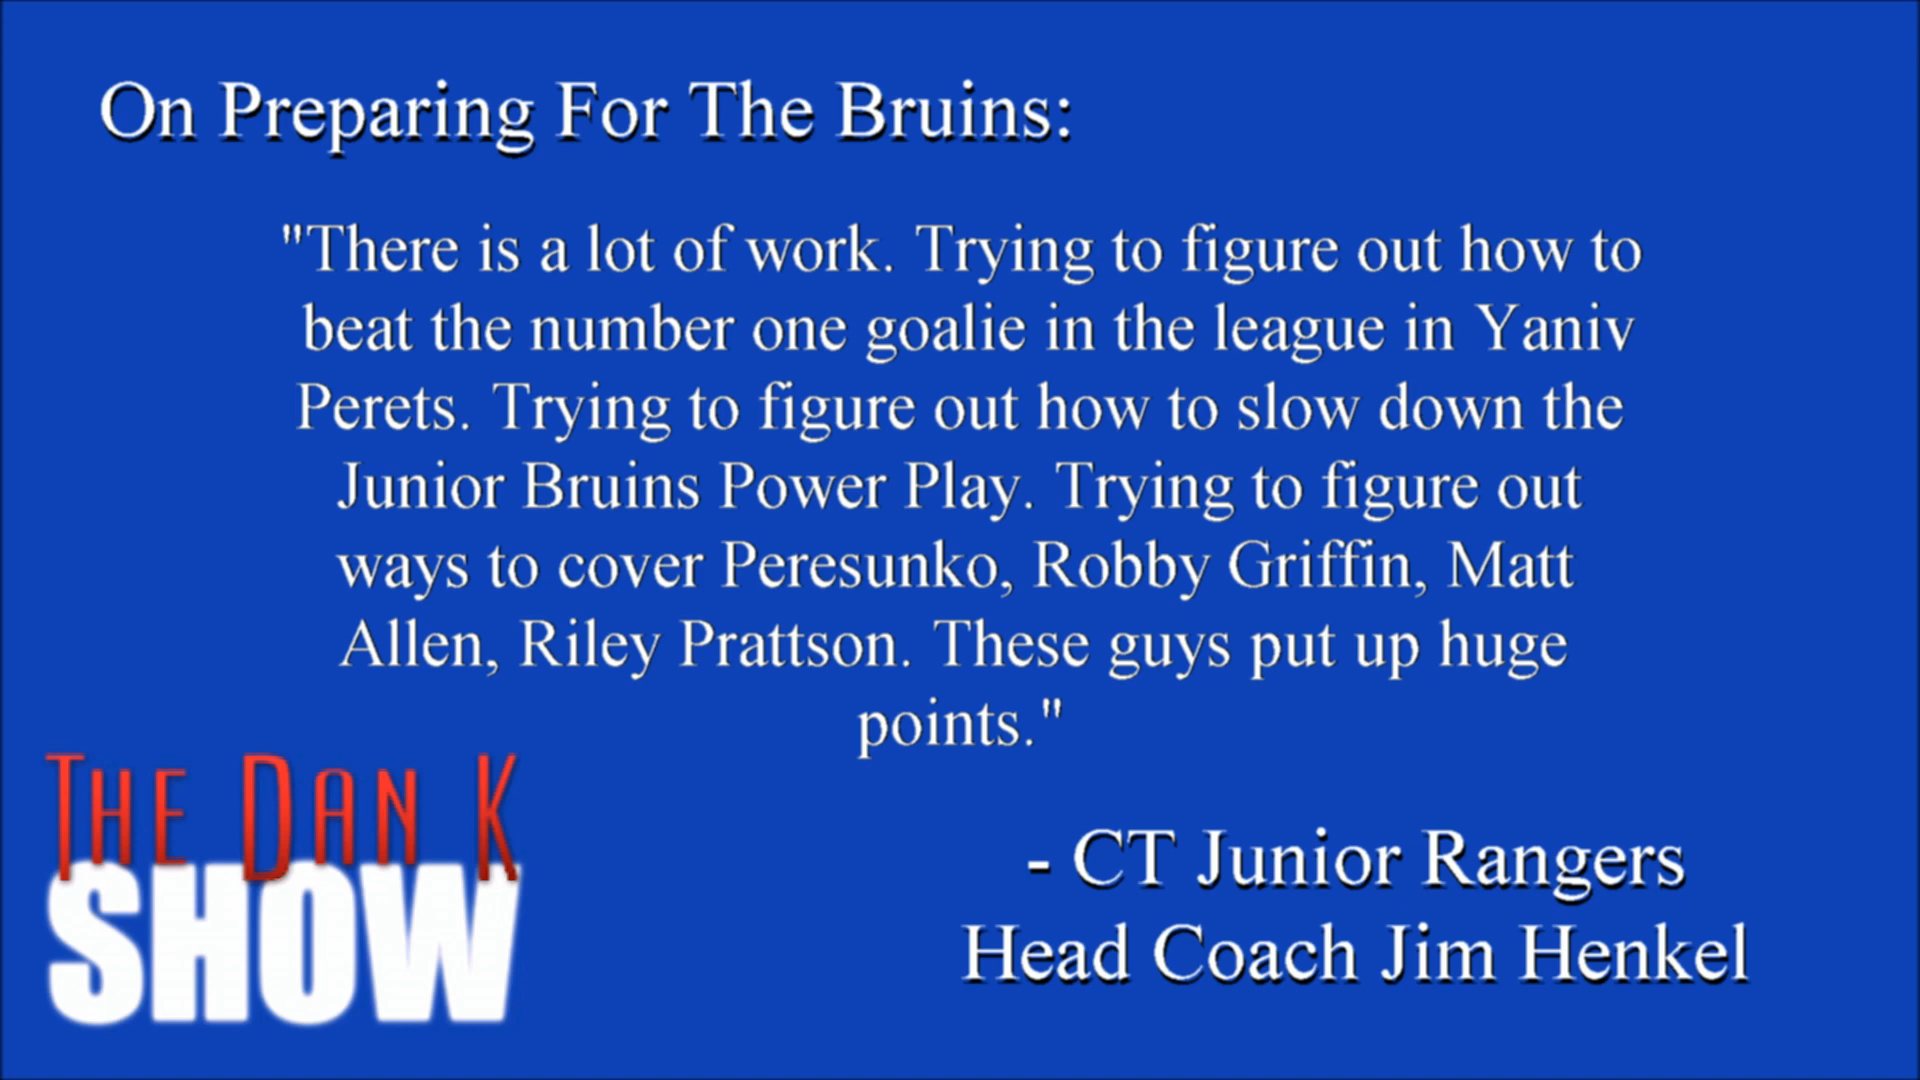 On Preparing For The Bruins:
"There is a lot of work. Trying to figure out how to
beat the number one goalie in the league in Yaniv
Perets. Trying to figure out how to slow down the
Junior Bruins Power Play. Trying to figure out
ways to cover Peresunko, Robby Griffin, Matt
Allen, Riley Prattson. These guys put up huge
points."
THE DAN K
SHOW
- CT Junior Rangers
Head Coach Jim Henkel